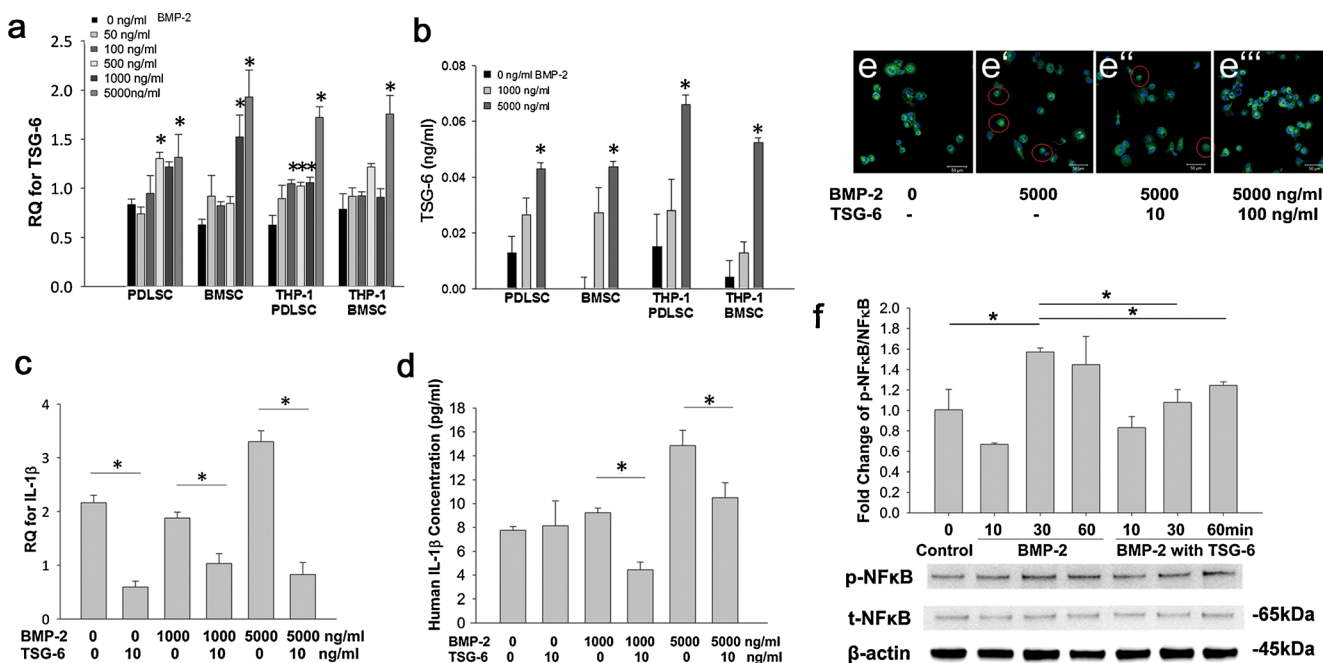 a
0 ng/ml BMP-2
50 ng/ml
100 ng/ml
500 ng/ml
1000 ng/ml
5000ng/ml
RQ for TSG-6
2.5
2.0
1.5
1.0
0.5
0.0
* * * * * * * * *
PDLSC BMSC THP-1 THP-1
PDLSC BMSC
b
0 ng/ml BMP-2
1000 ng/ml
5000 ng/ml
TSG-6 (ng/ml)
0.08
0.06
0.04
0.02
0.00
* * * *
PDLSC BMSC THP-1 THP-1
PDLSC BMSC
e e' e'' e'''
50 µm 50 µm 50 µm 50 µm
BMP-2 0 5000 5000 5000 ng/ml
TSG-6 - - 10 100 ng/ml
c
RQ for IL-1β
4
3
2
1
0
* * *
BMP-2 0 0 1000 1000 5000 5000 ng/ml
TSG-6 0 10 0 10 0 10 ng/ml
d
Human IL-1β Concentration (pg/ml)
18
16
14
12
10
8
6
4
2
0
* *
BMP-2 0 0 1000 1000 5000 5000 ng/ml
TSG-6 0 10 0 10 0 10 ng/ml
f
Fold Change of p-NFκB/NFκB
2.0
1.8
1.6
1.4
1.2
1.0
0.8
0.6
0.4
0.2
0.0
* * *
0 10 30 60 10 30 60min
Control BMP-2 BMP-2 with TSG-6
p-NFκB
t-NFκB -65kDa
β-actin -45kDa